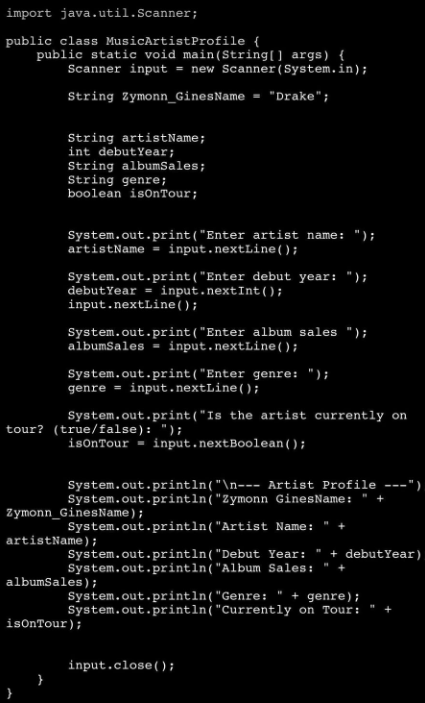 import java.util.Scanner;
public class MusicArtistProfile {
public static void main(String[] args) {
Scanner input = new Scanner(System.in);
String Zymonn_GinesName = "Drake";
String artistName;
int debutYear;
String albumSales;
String genre;
boolean isOnTour;
System.out.print("Enter artist name: ");
artistName = input.nextLine();
System.out.print("Enter debut year: ");
debutYear = input.nextInt();
input.nextLine();
System.out.print("Enter album sales ");
albumSales = input.nextLine();
System.out.print("Enter genre: ");
genre = input.nextLine();
System.out.print("Is the artist currently on
tour? (true/false): ");
isOnTour = input.nextBoolean();
System.out.println("\n--- Artist Profile ---")
System.out.println("Zymonn GinesName: " +
Zymonn_GinesName);
System.out.println("Artist Name: " +
artistName);
System.out.println("Debut Year: " + debutYear)
System.out.println("Album Sales: " +
albumSales);
System.out.println("Genre: " + genre);
System.out.println("Currently on Tour: " +
isOnTour);
input.close();
}
}